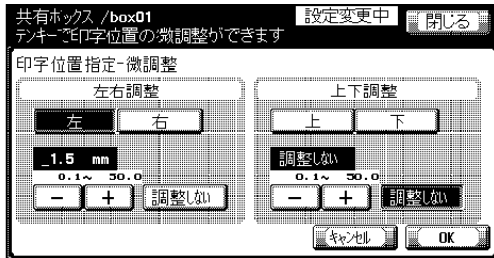 共有ボックス /box01
設定変更中
閉じる
テンキーで印字位置の微調整ができます
印字位置指定-微調整
左右調整
左 右
_1.5 mm
0.1~ 50.0
− + 調整しない
上下調整
上 下
調整しない
0.1~ 50.0
− + 調整しない
キャンセル OK